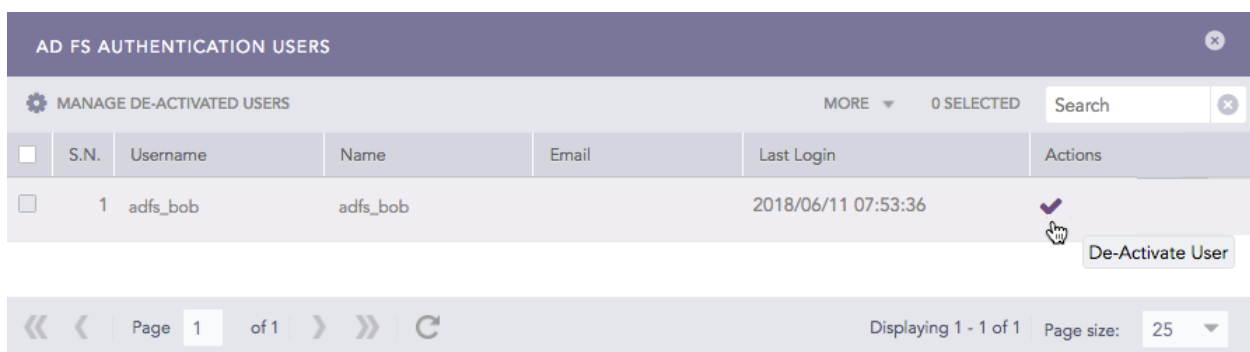 AD FS AUTHENTICATION USERS
MANAGE DE-ACTIVATED USERS MORE 0 SELECTED Search
S.N. Username Name Email Last Login Actions
1 adfs_bob adfs_bob 2018/06/11 07:53:36
De-Activate User
Page 1 of 1 Displaying 1 - 1 of 1 Page size: 25